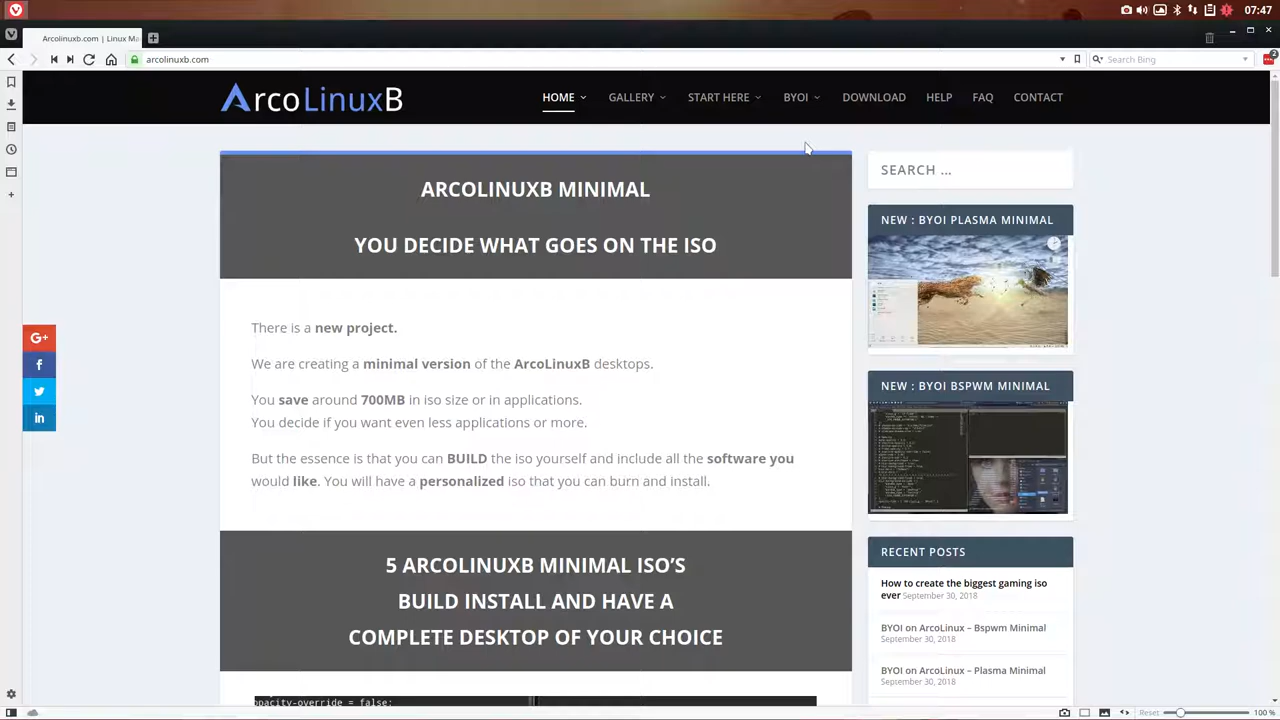 07:47
Arcolinuxb.com | Linux Ma
arcolinuxb.com
Search Bing
2
ArcoLinuxB
HOME
GALLERY
START HERE
BYOI
DOWNLOAD
HELP
FAQ
CONTACT
ARCOLINUXB MINIMAL
YOU DECIDE WHAT GOES ON THE ISO
There is a new project.
We are creating a minimal version of the ArcoLinuxB desktops.
You save around 700MB in iso size or in applications.
You decide if you want even less applications or more.
But the essence is that you can BUILD the iso yourself and include all the software you
would like. You will have a personalized iso that you can build and install.
5 ARCOLINUXB MINIMAL ISO'S
BUILD INSTALL AND HAVE A
COMPLETE DESKTOP OF YOUR CHOICE
opacity-override = false;
G+
f
in
SEARCH ...
NEW : BYOI PLASMA MINIMAL
NEW : BYOI BSPWM MINIMAL
RECENT POSTS
How to create the biggest gaming iso
ever September 30, 2018
BYOI on ArcoLinux – Bspwm Minimal
September 30, 2018
BYOI on ArcoLinux – Plasma Minimal
September 30, 2018
Reset:
100 %